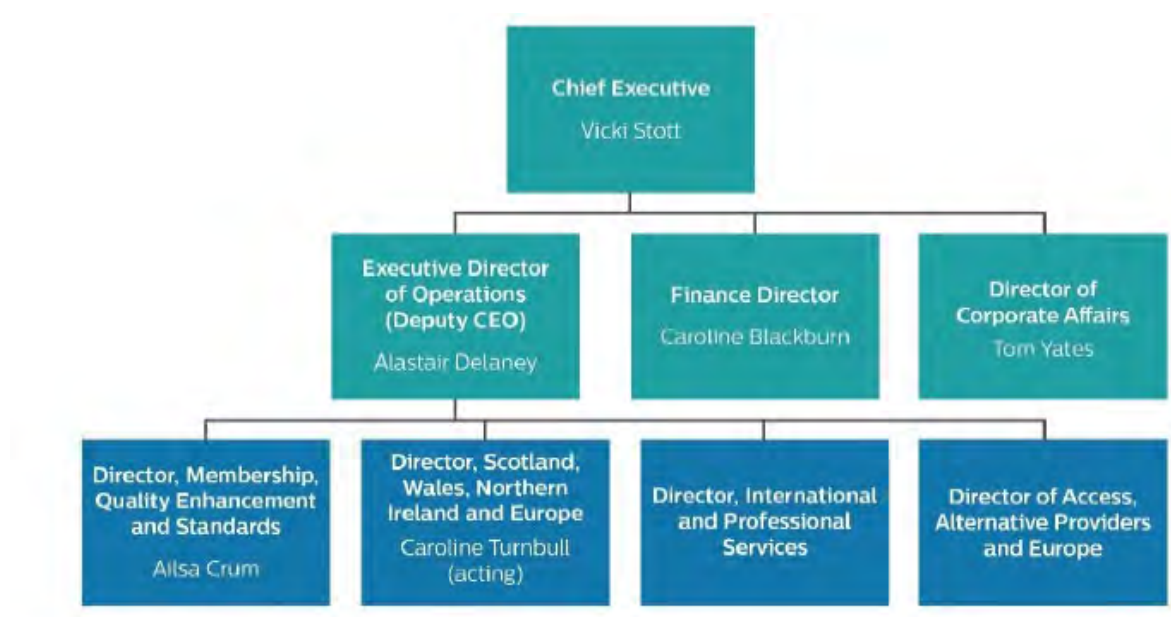 Chief Executive
Vicki Stott
Executive Director
of Operations
(Deputy CEO)
Alastair Delaney
Finance Director
Caroline Blackburn
Director of
Corporate Affairs
Tom Yates
Director, Membership,
Quality Enhancement
and Standards
Ailsa Crum
Director, Scotland,
Wales, Northern
Ireland and Europe
Caroline Turnbull
(acting)
Director, International
and Professional
Services
Director of Access,
Alternative Providers
and Europe